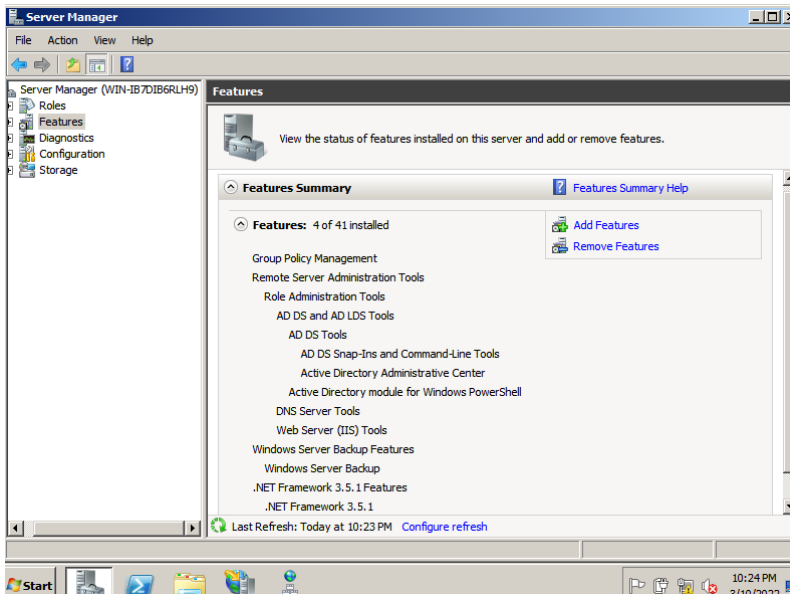 Server Manager
File Action View Help
Server Manager (WIN-IB7DIB6RLH9)
Roles
Features
Diagnostics
Configuration
Storage
Features
View the status of features installed on this server and add or remove features.
Features Summary
Features Summary Help
Features: 4 of 41 installed
Add Features
Remove Features
Group Policy Management
Remote Server Administration Tools
Role Administration Tools
AD DS and AD LDS Tools
AD DS Tools
AD DS Snap-Ins and Command-Line Tools
Active Directory Administrative Center
Active Directory module for Windows PowerShell
DNS Server Tools
Web Server (IIS) Tools
Windows Server Backup Features
Windows Server Backup
.NET Framework 3.5.1 Features
.NET Framework 3.5.1
Last Refresh: Today at 10:23 PM Configure refresh
Start
10:24 PM
3/10/2022